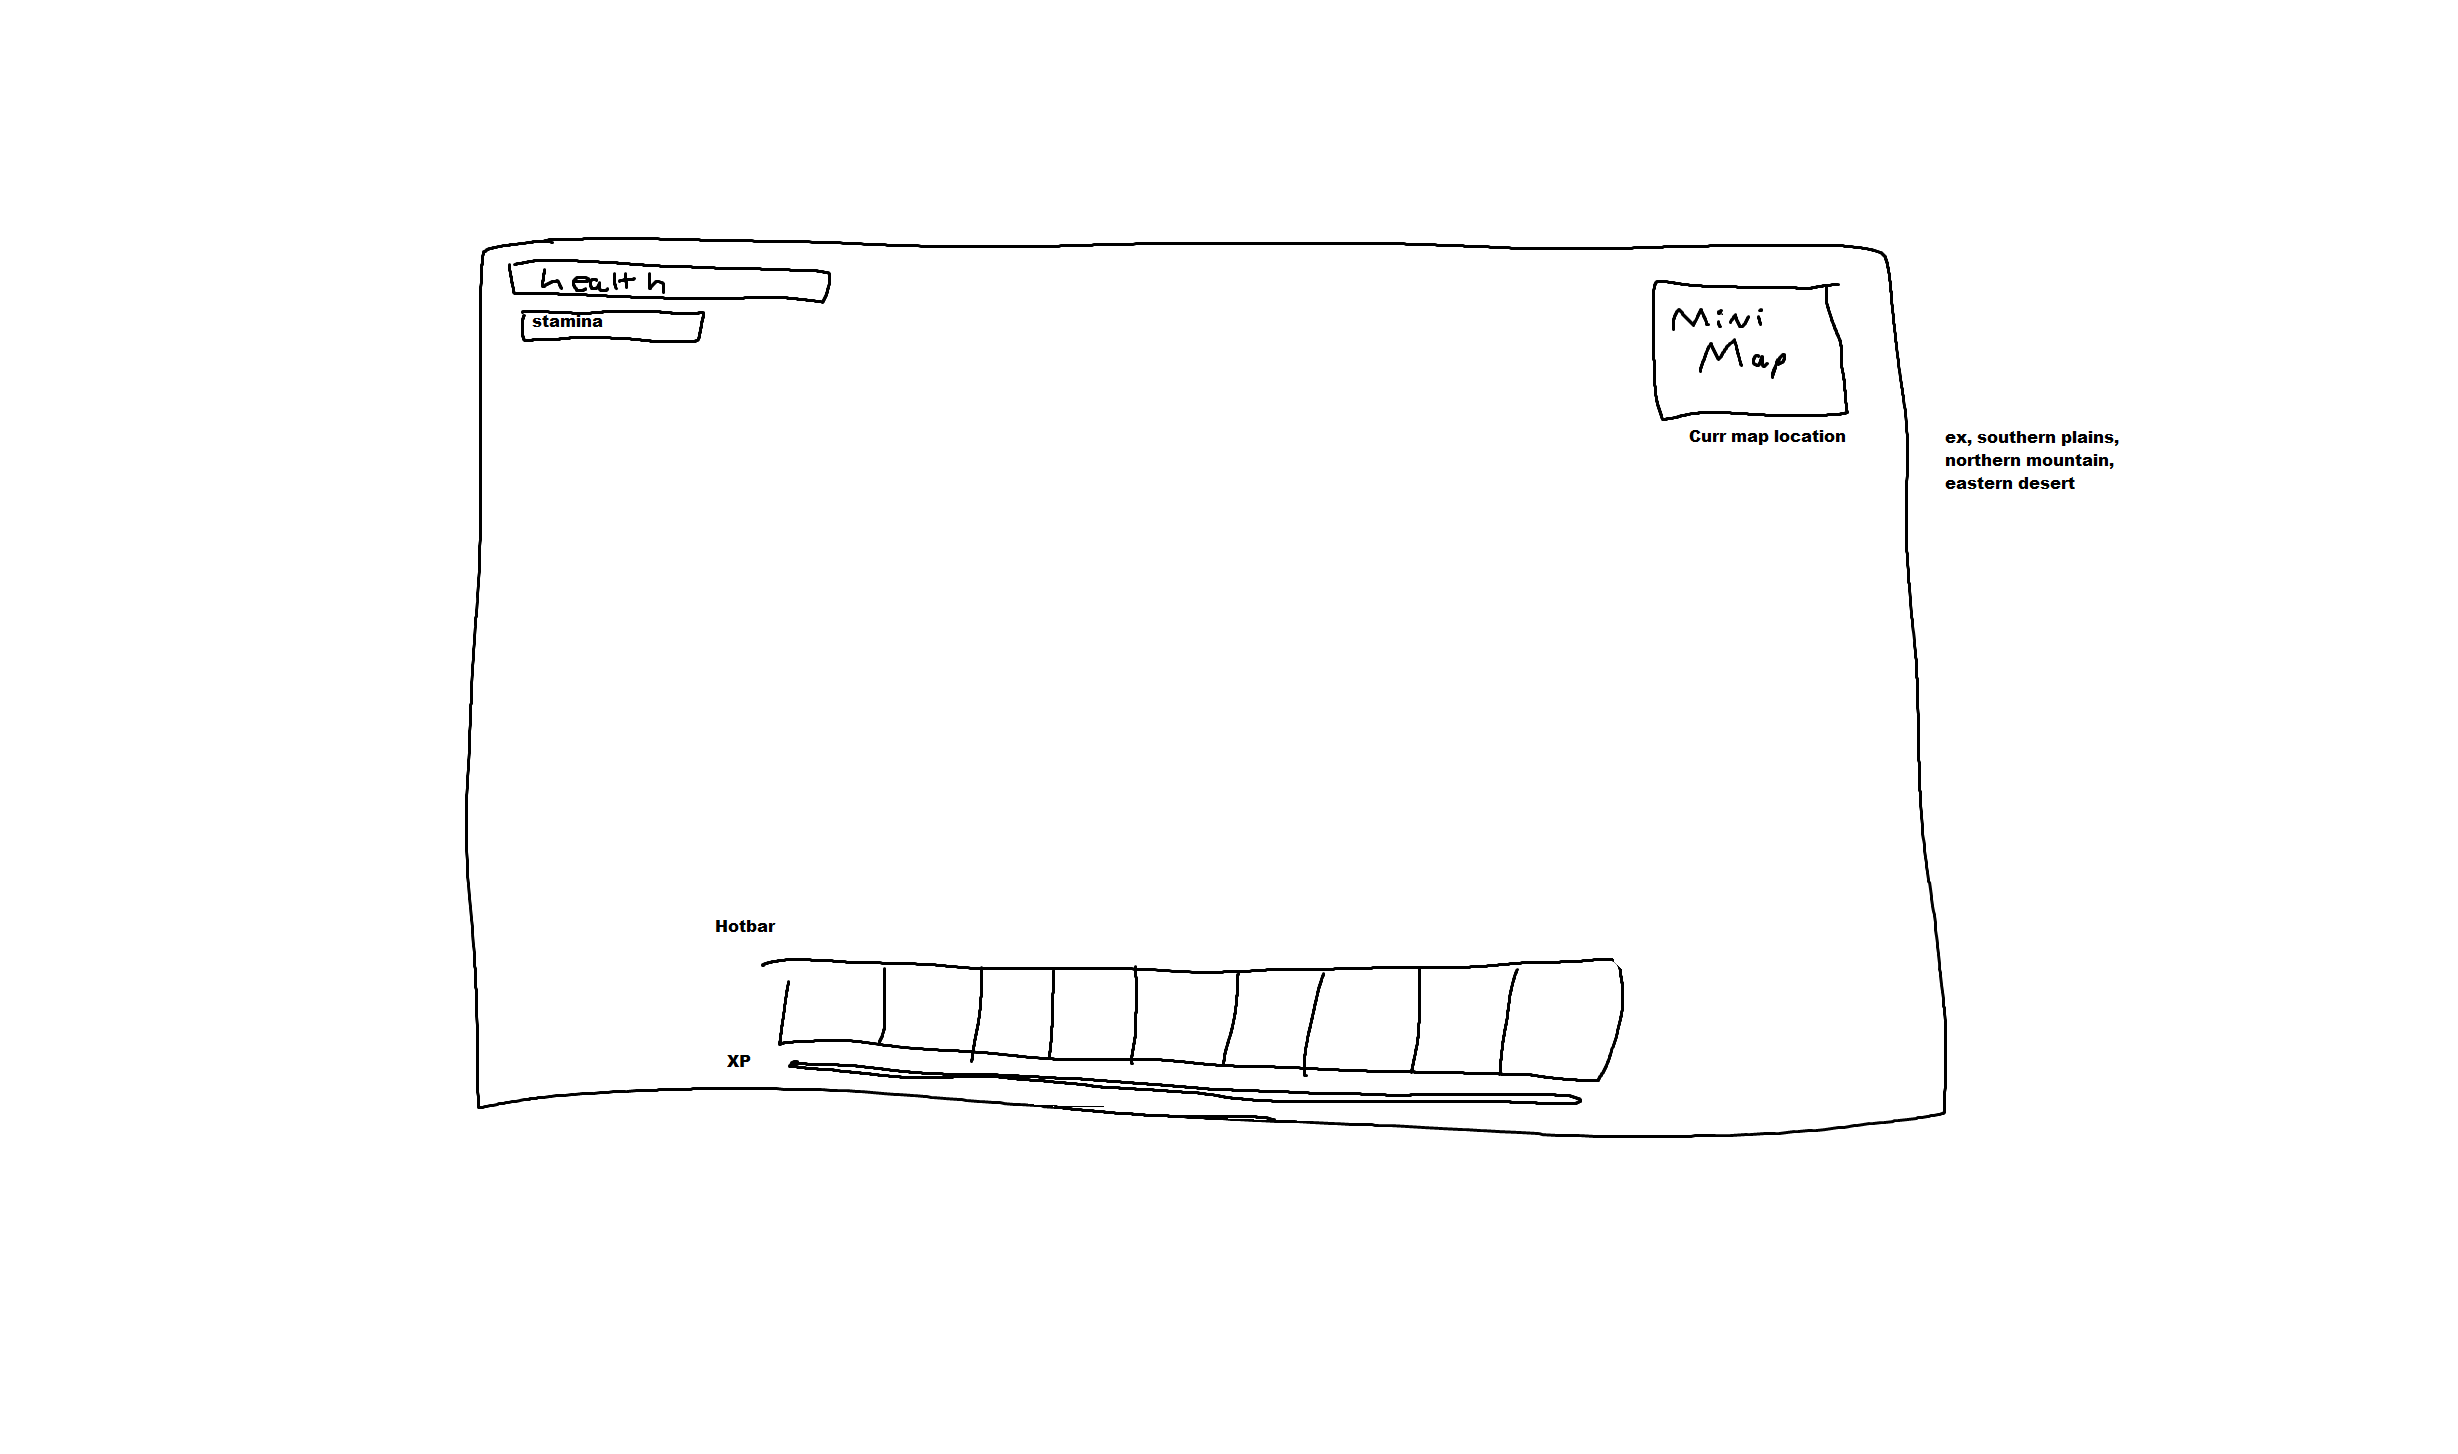 health
stamina
Mini
Map
Curr map location
ex, southern plains,
northern mountain,
eastern desert
Hotbar
XP